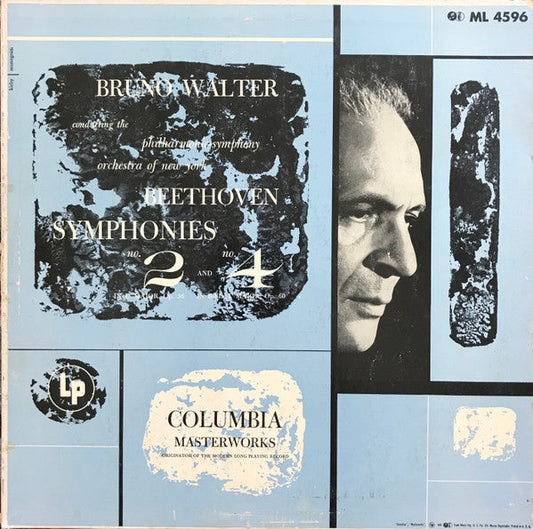 ML 4596
BRUNO WALTER
conducting the
philharmonic-symphony
orchestra of new york
BEETHOVEN
SYMPHONIES
no. 2 AND no. 4
Lp
COLUMBIA
MASTERWORKS
ORIGINATOR OF THE MODERN LONG PLAYING RECORD